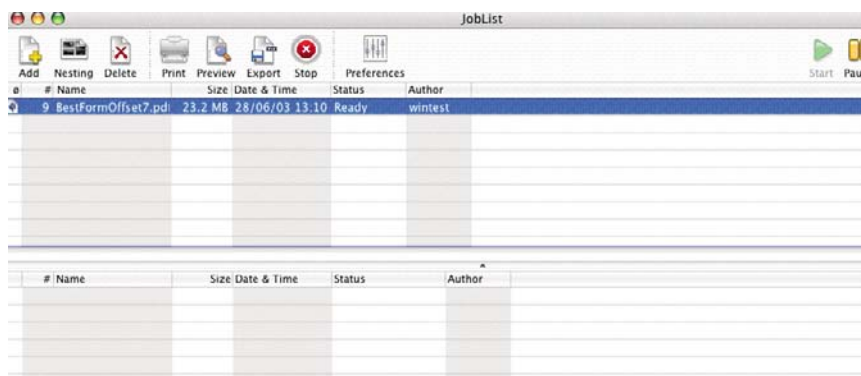 JobList
Add Nesting Delete Print Preview Export Stop Preferences Start Pau
ø # Name Size Date & Time Status Author
9 BestFormOffset7.pd 23.2 MB 28/06/03 13:10 Ready wintest
# Name Size Date & Time Status Author